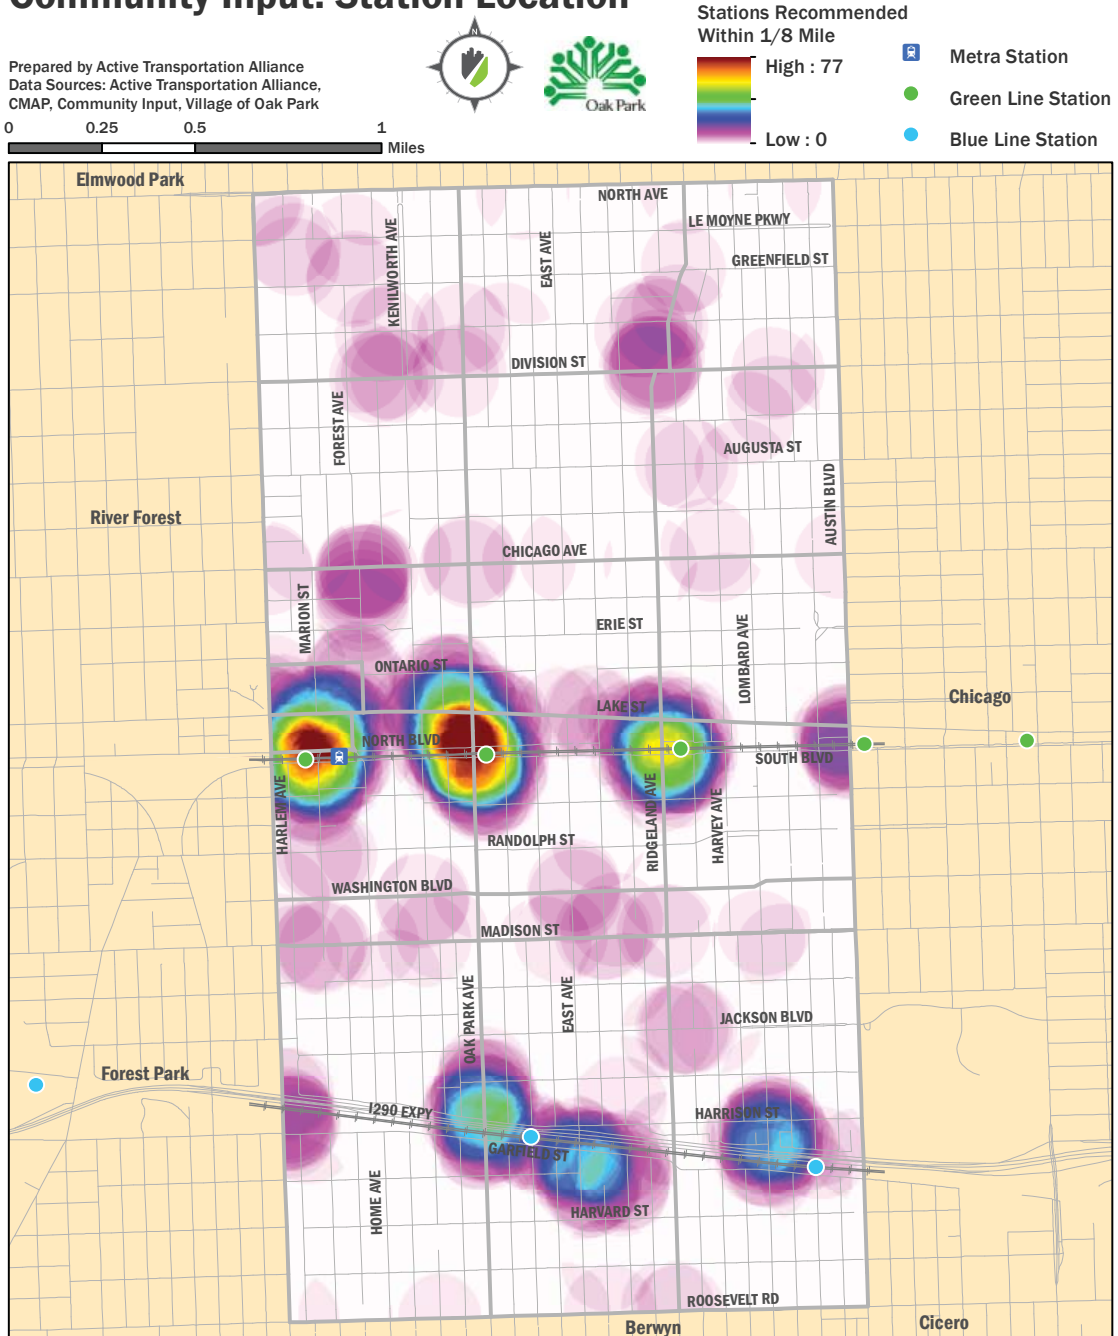 Community Input: Station Location
Prepared by Active Transportation Alliance
Data Sources: Active Transportation Alliance,
CMAP, Community Input, Village of Oak Park
0 0.25 0.5 1
Miles
N
Oak Park
Stations Recommended
Within 1/8 Mile
High : 77
Low : 0
Metra Station
Green Line Station
Blue Line Station
Elmwood Park
NORTH AVE
LE MOYNE PKWY
KENILWORTH AVE
EAST AVE
GREENFIELD ST
DIVISION ST
FOREST AVE
AUGUSTA ST
AUSTIN BLVD
River Forest
CHICAGO AVE
MARION ST
ERIE ST
LOMBARD AVE
ONTARIO ST
Chicago
LAKE ST
NORTH BLVD
SOUTH BLVD
HARLEM AVE
RIDGELAND AVE
HARVEY AVE
RANDOLPH ST
WASHINGTON BLVD
MADISON ST
OAK PARK AVE
EAST AVE
JACKSON BLVD
Forest Park
I290 EXPY
HARRISON ST
GARFIELD ST
HOME AVE
HARVARD ST
ROOSEVELT RD
Berwyn
Cicero